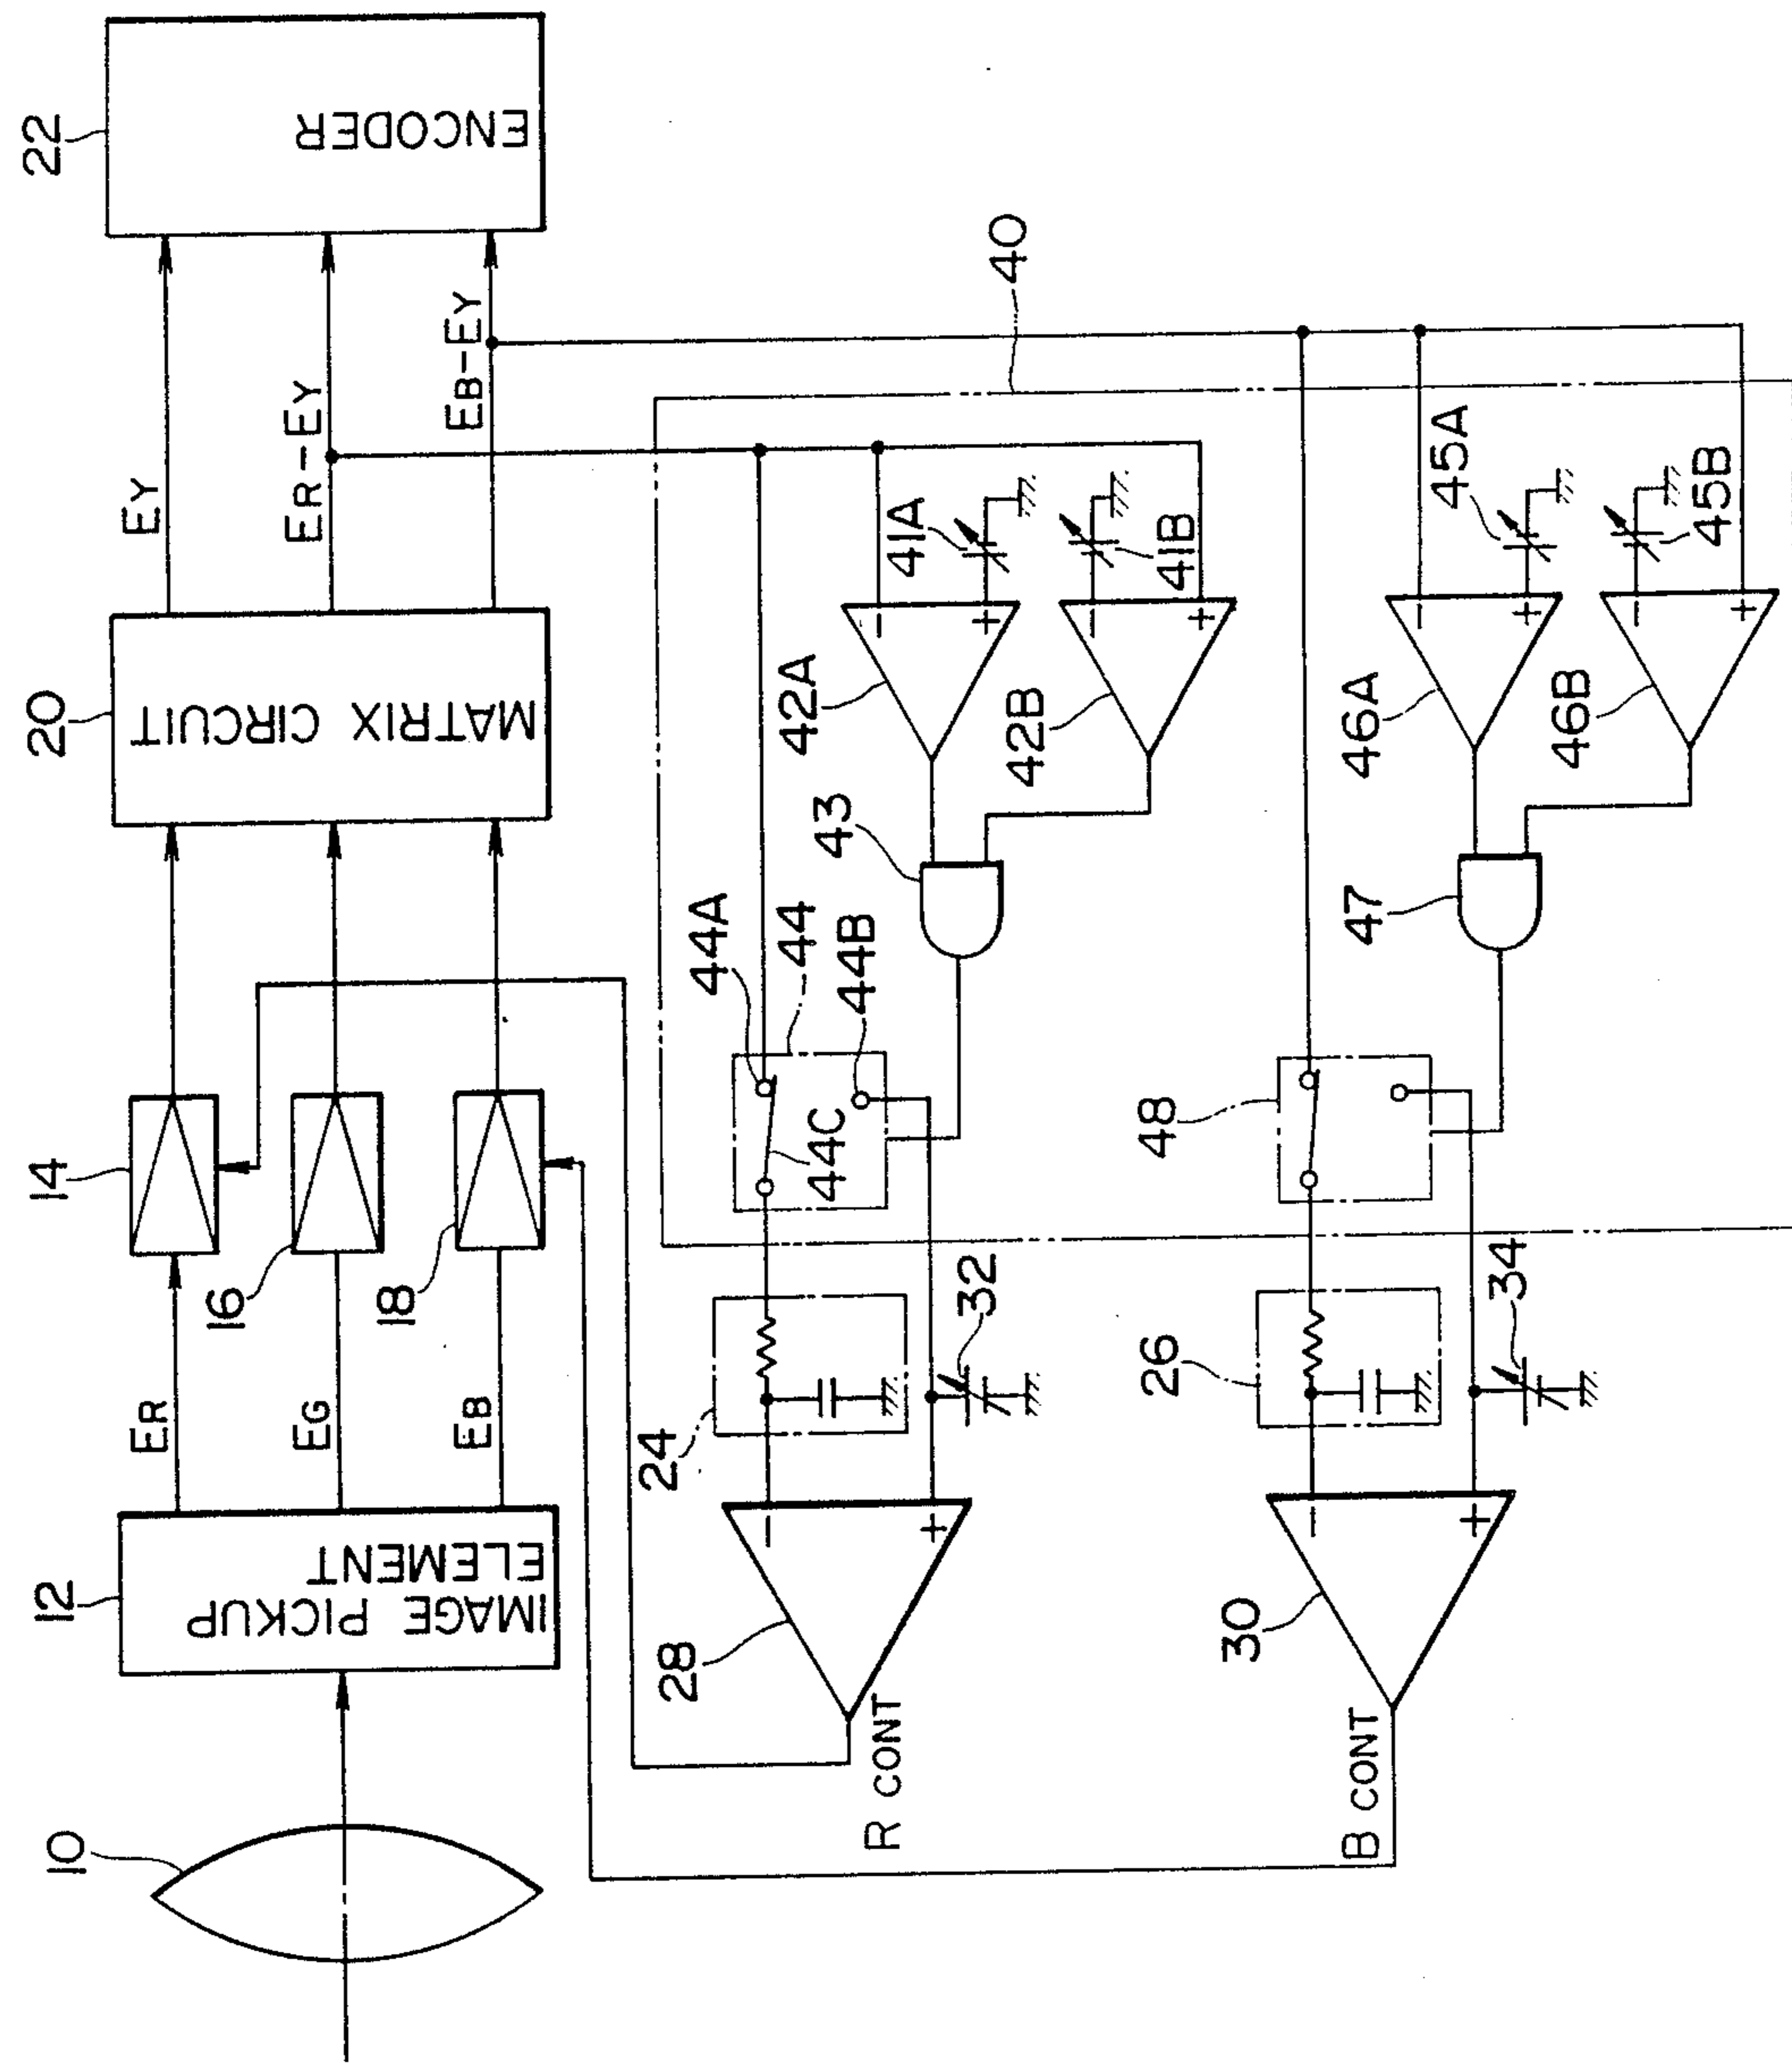 10
12
IMAGE PICKUP
ELEMENT
ER
EG
EB
14
16
18
20
MATRIX CIRCUIT
EY
ER-EY
EB-EY
22
ENCODER
40
24
28
R CONT
32
44A
44
44B
44C
43
42A
41A
42B
41B
26
30
B CONT
34
48
47
46A
45A
46B
45B
-
+
-
+
-
+
-
+
-
+
-
+